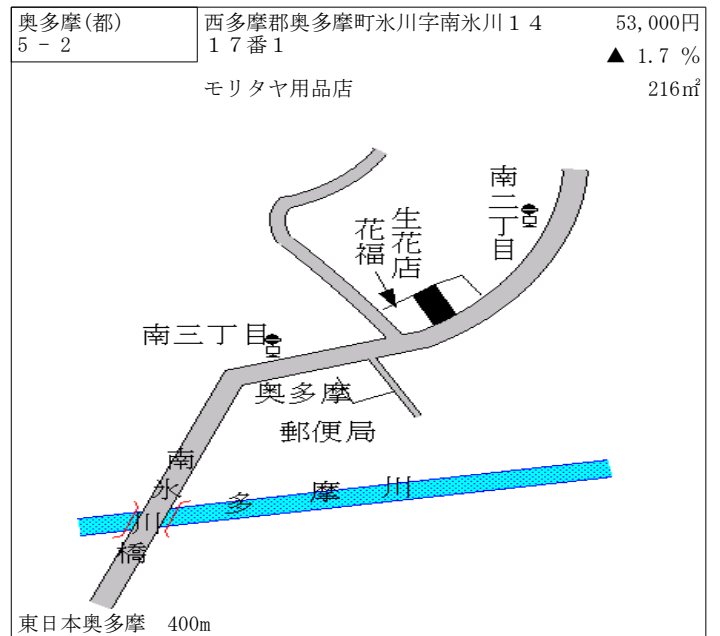 奥多摩(都)
5 - 2
西多摩郡奥多摩町氷川字南氷川１４
１７番１
53,000円
▲ 1.7 %
モリタヤ用品店
216㎡
南二丁目
生花店
花福
南三丁目
奥多摩
郵便局
南氷川橋
多摩川
東日本奥多摩 400m